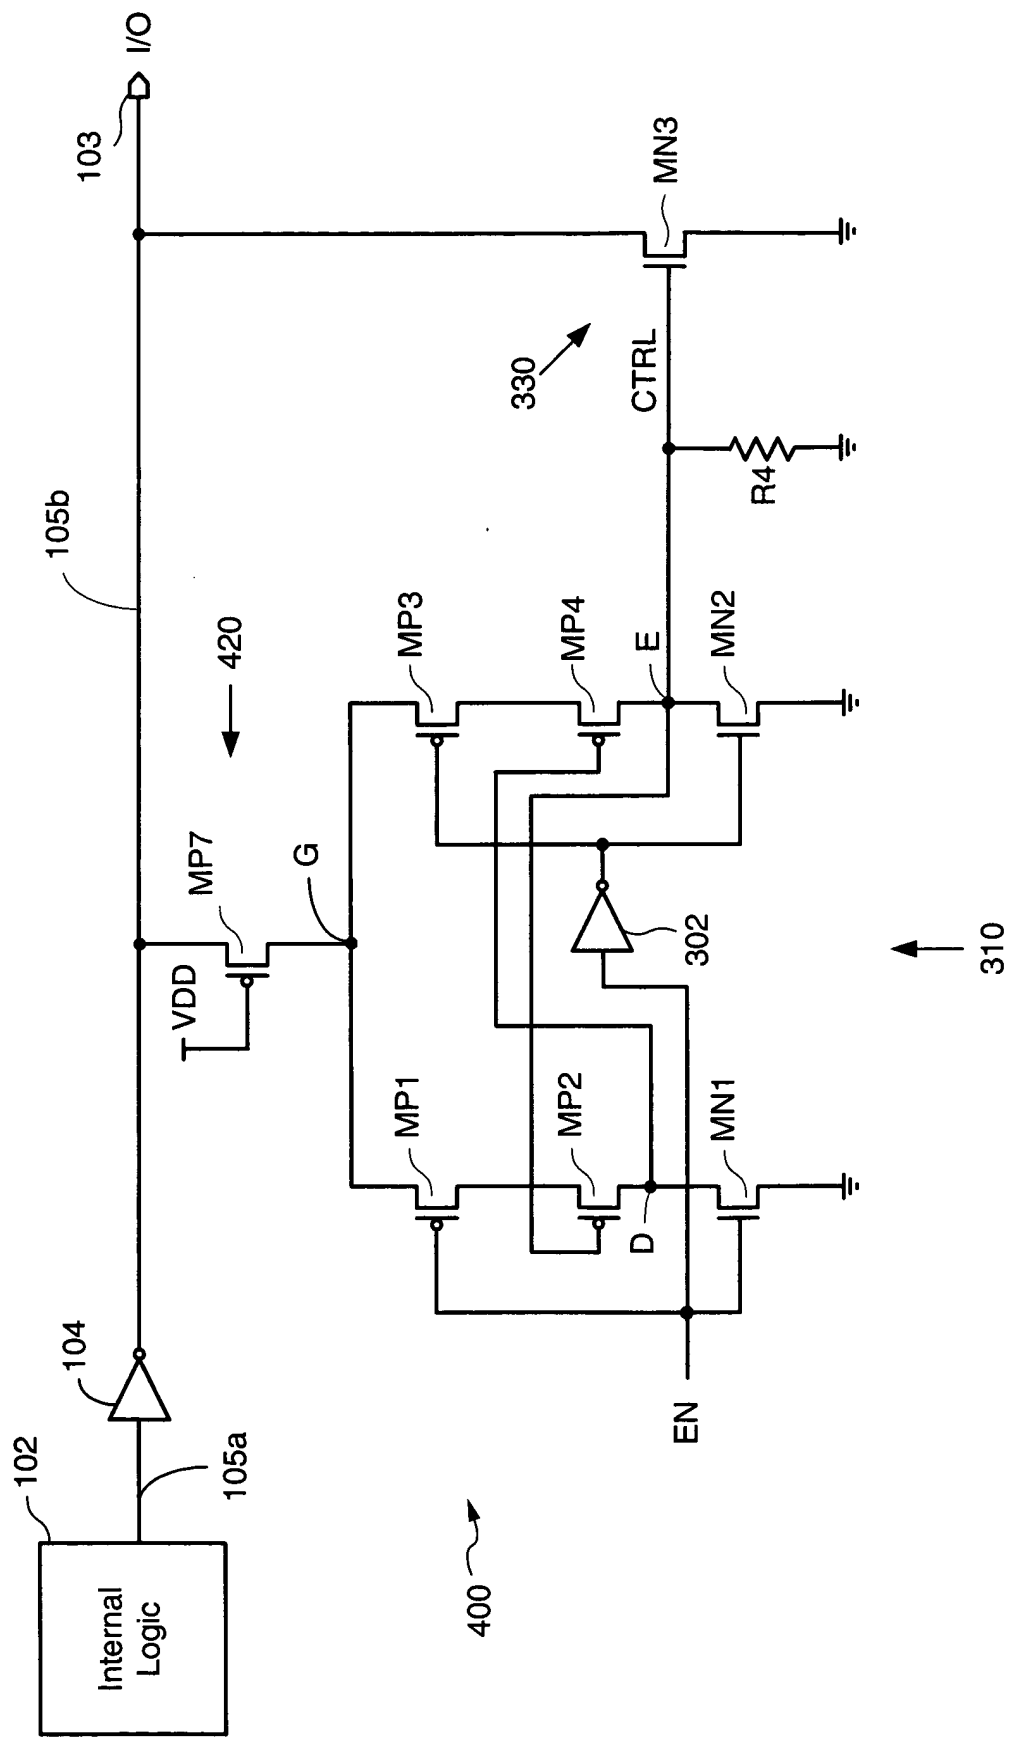 Internal
Logic
102
105a
104
105b
103
I/O
VDD
MP7
420
G
MP1
MP2
D
MN1
EN
302
MP3
MP4
E
MN2
CTRL
R4
330
MN3
400
310